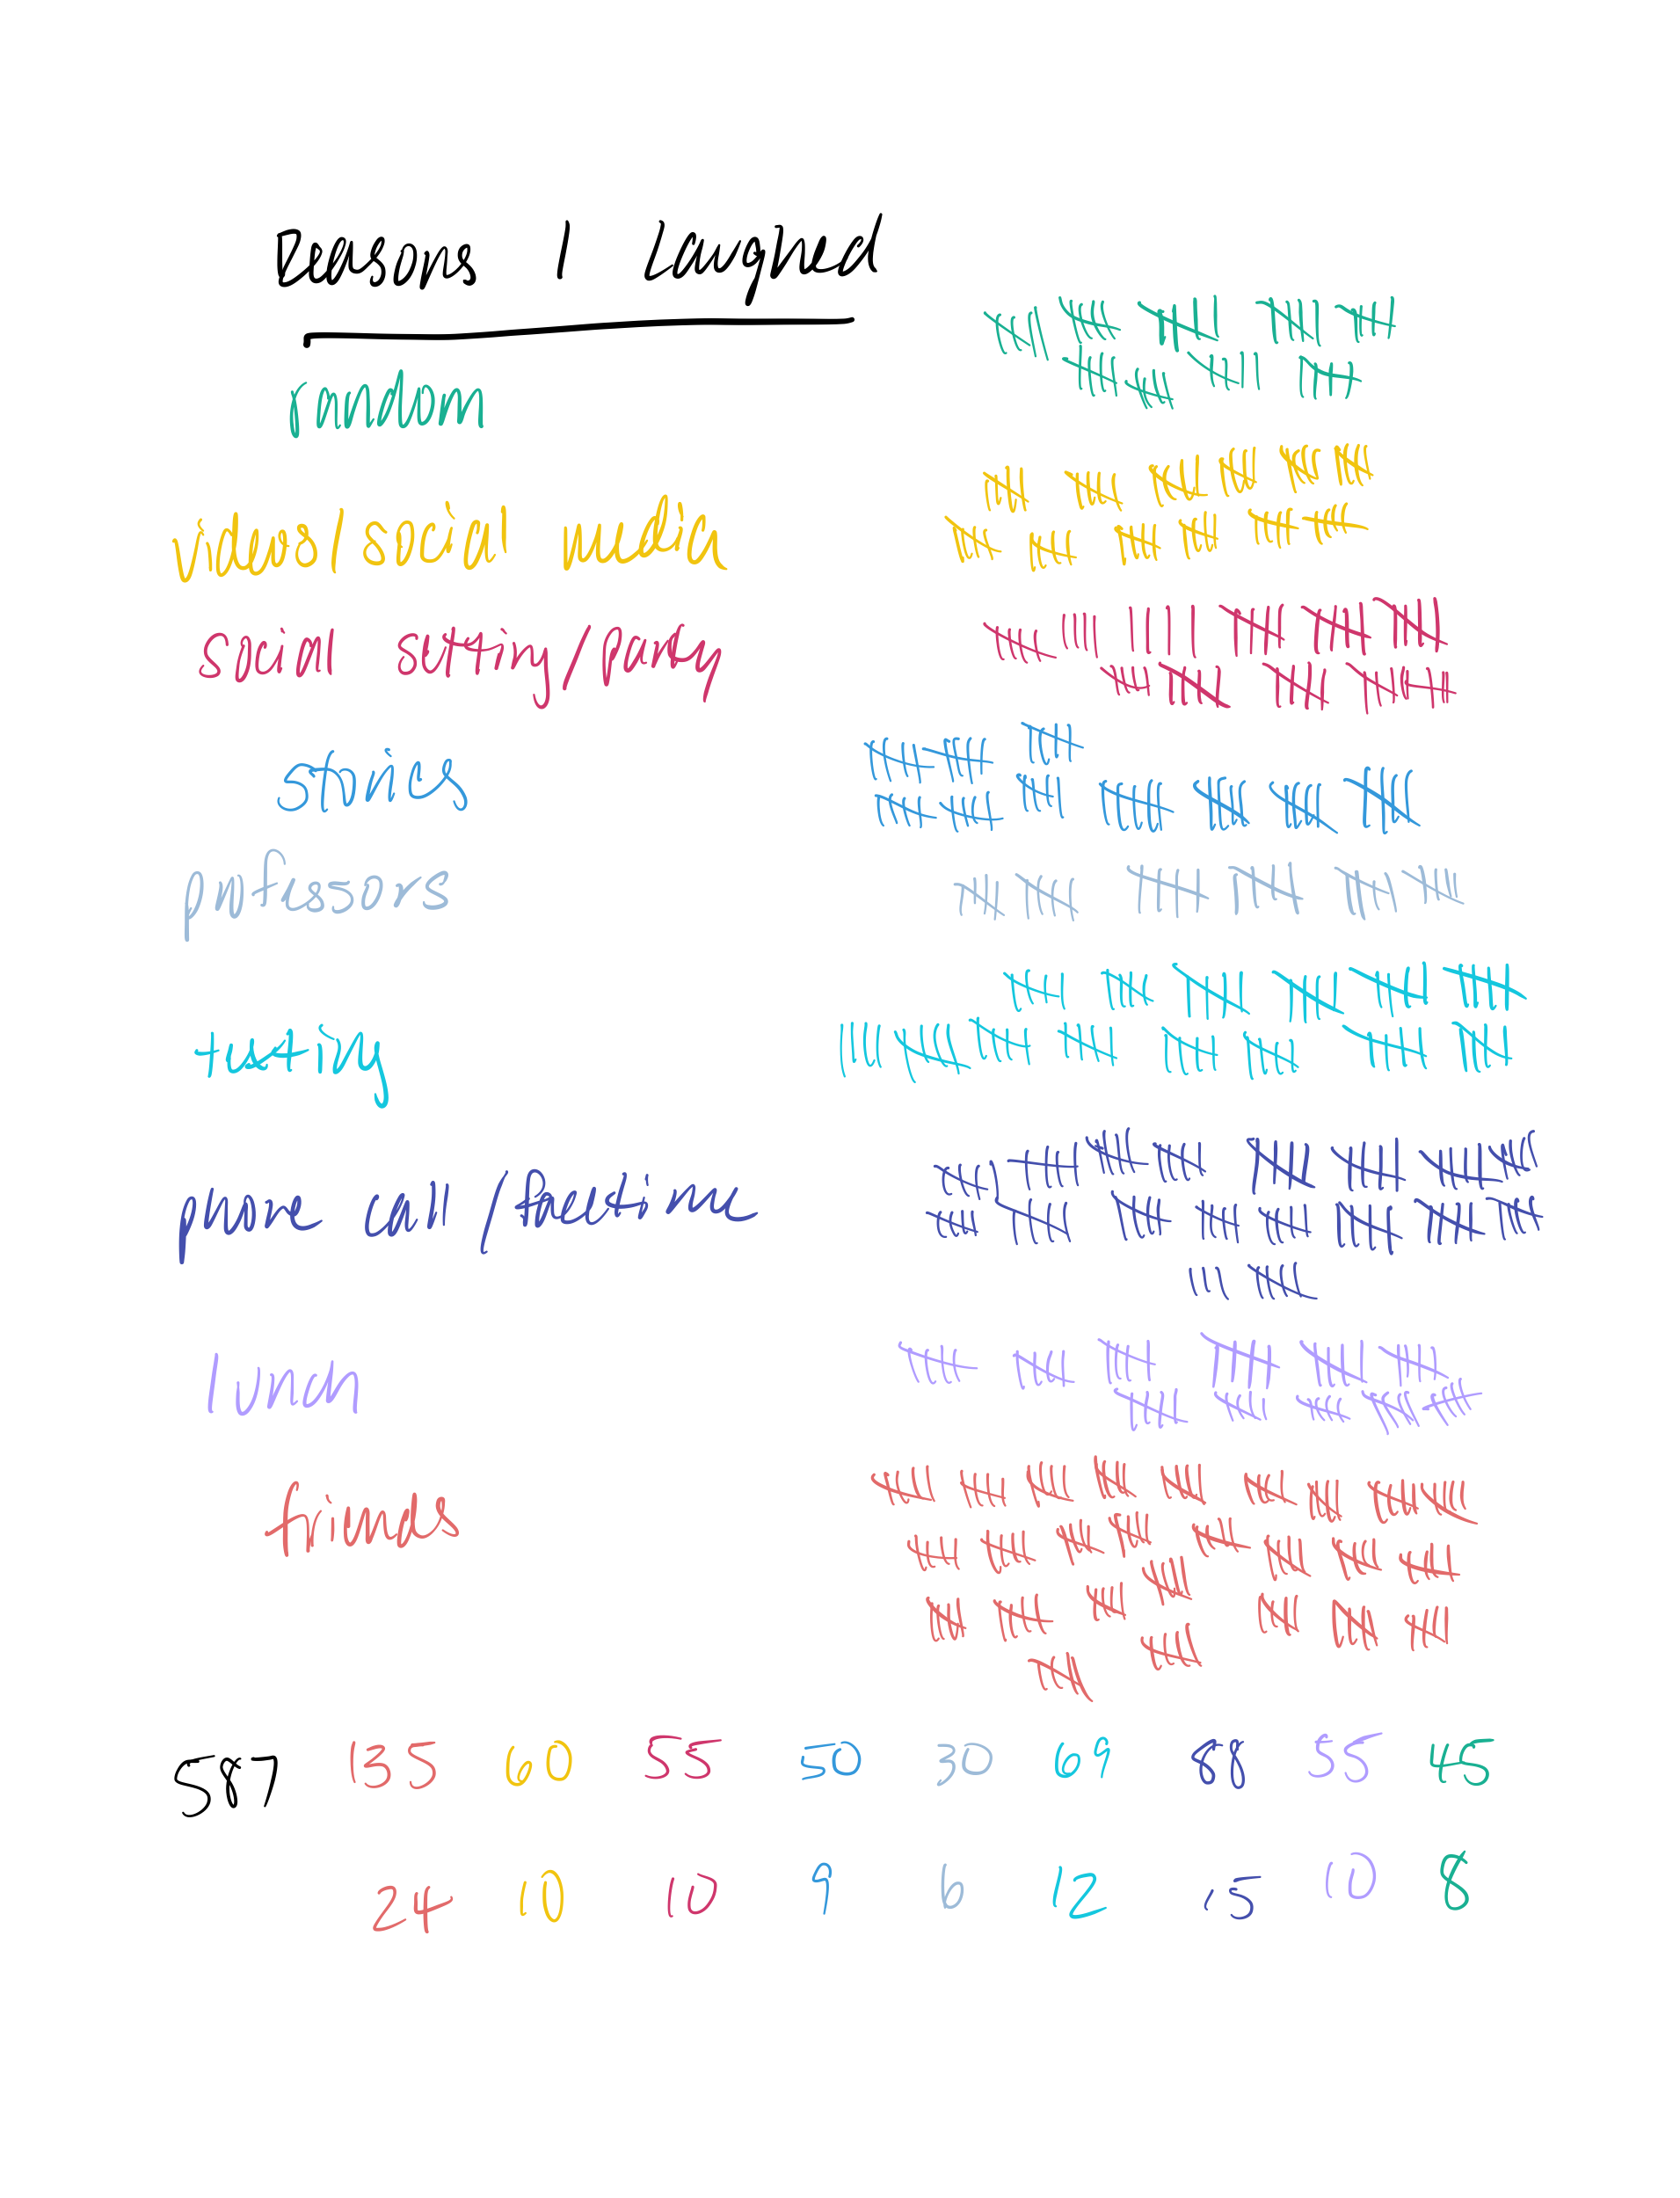 Reasons I Laughed
random
videos/social media
social setting/party
stories
professors
texting
phone call/facetime
lunch
friends
587 135 60 55 50 30 69 88 55 45
24 10 10 9 6 12 15 10 8